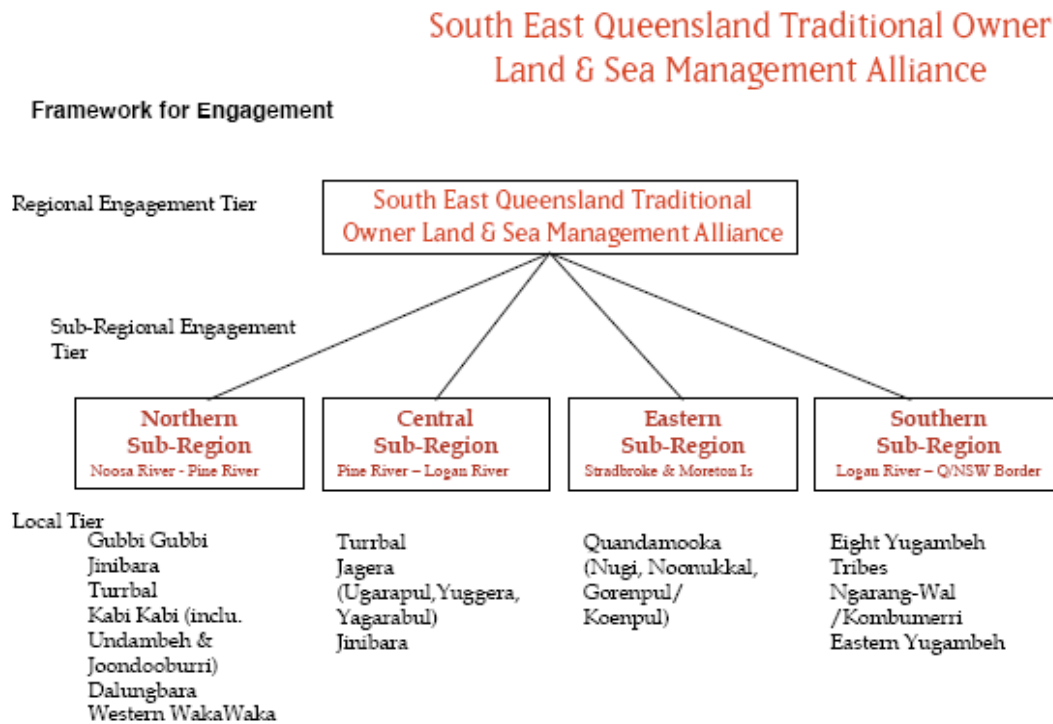 South East Queensland Traditional Owner
Land & Sea Management Alliance
Framework for Engagement
Regional Engagement Tier
South East Queensland Traditional
Owner Land & Sea Management Alliance
Sub-Regional Engagement
Tier
Northern
Sub-Region
Noosa River - Pine River
Central
Sub-Region
Pine River – Logan River
Eastern
Sub-Region
Stradbroke & Moreton Is
Southern
Sub-Region
Logan River – Q/NSW Border
Local Tier
Gubbi Gubbi
Jinibara
Turrbal
Kabi Kabi (inclu.
Undambeh &
Joondooburri)
Dalungbara
Western WakaWaka
Turrbal
Jagera
(Ugarapul,Yuggera,
Yagarabul)
Jinibara
Quandamooka
(Nugi, Noonukkal,
Gorenpul/
Koenpul)
Eight Yugambeh
Tribes
Ngarang-Wal
/Kombumerri
Eastern Yugambeh